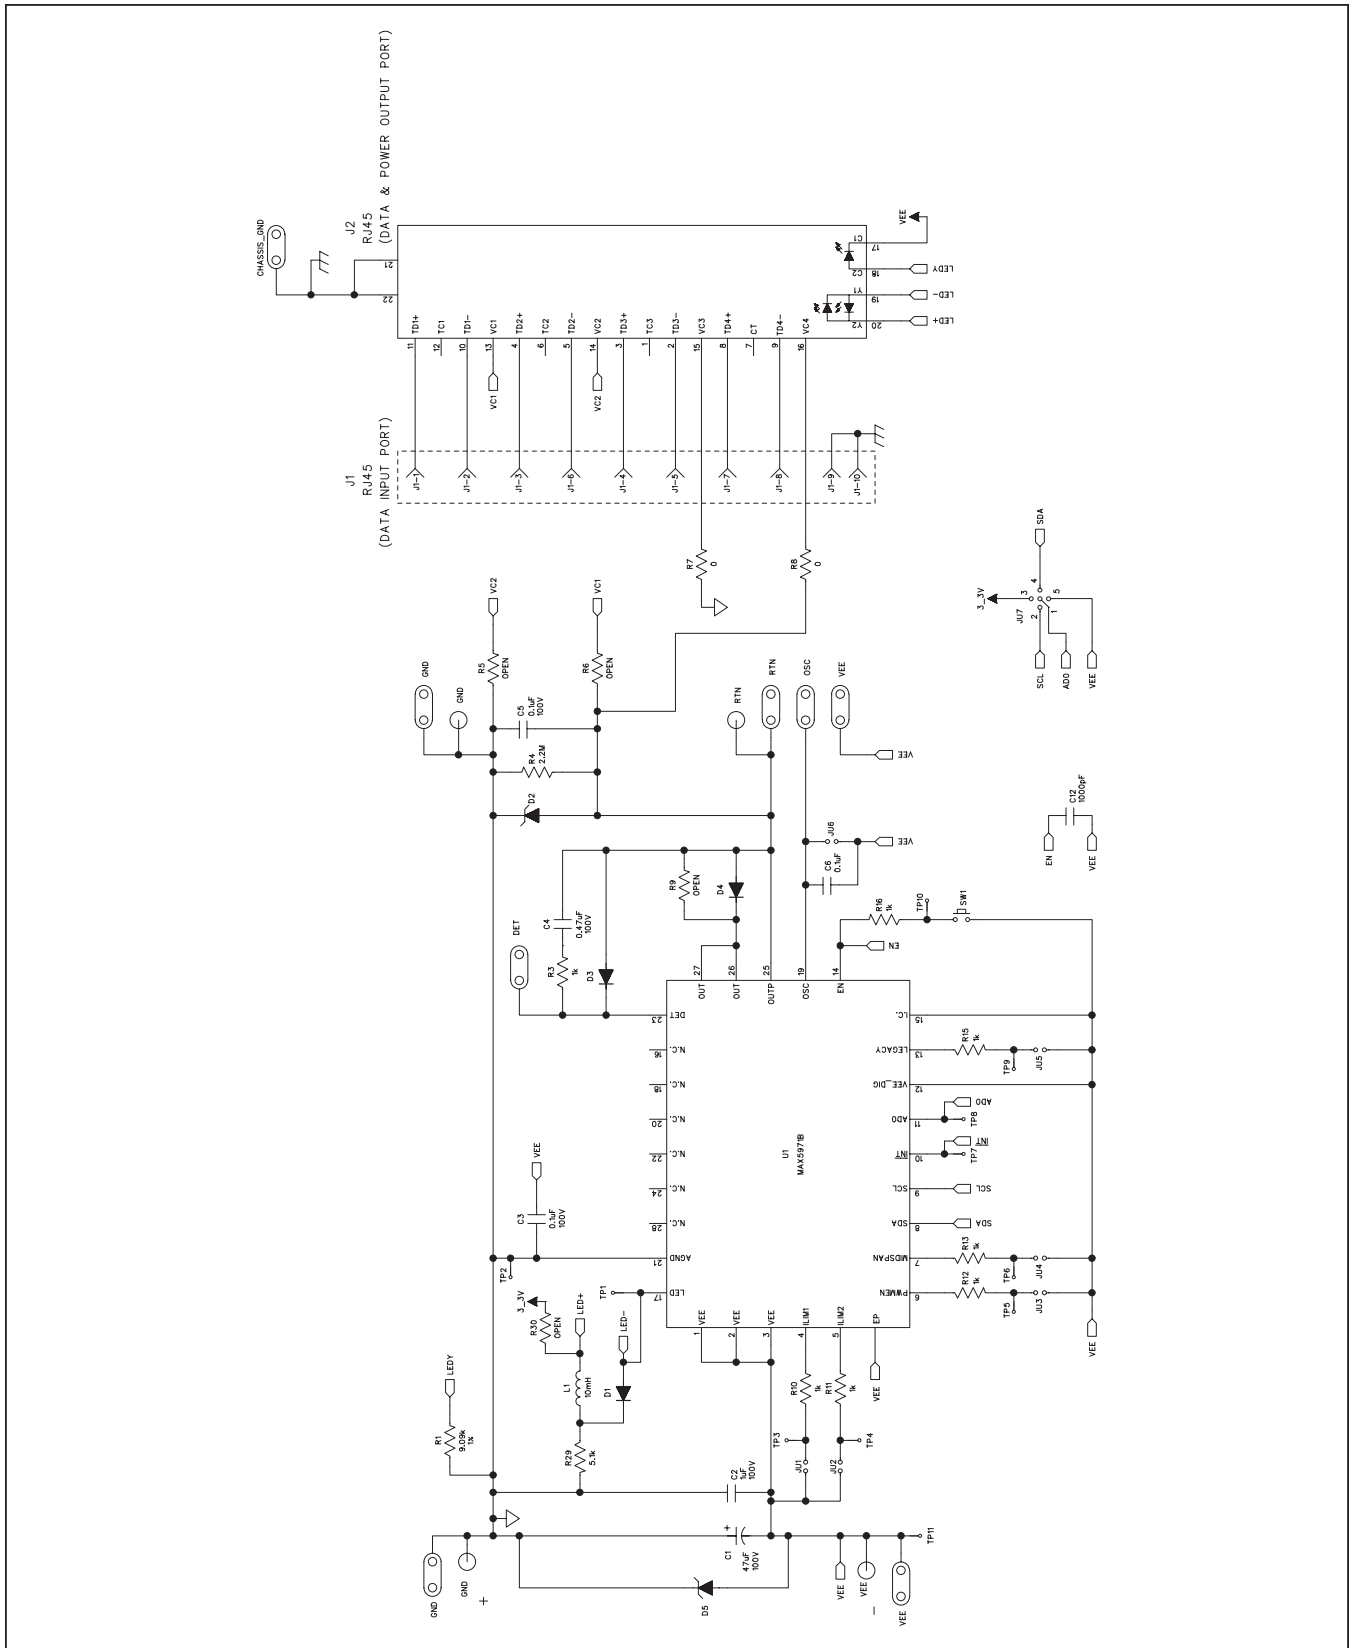 CHASSIS_GND
J2
RJ45
(DATA & POWER OUTPUT PORT)
22
21
11
TD1+
12
TC1
10
TD1-
13
VC1
4
TD2+
6
TC2
5
TD2-
14
VC2
3
TD3+
1
TC3
2
TD3-
15
VC3
8
TD4+
7
CT
9
TD4-
16
VC4
C1
17
C2
18
Y1
19
Y2
20
VEE
LEDY
LED-
LED+
VC1
VC2
J1
RJ45
(DATA INPUT PORT)
J1-1
J1-2
J1-3
J1-6
J1-4
J1-5
J1-7
J1-8
J1-9
J1-10
R7
0
R8
0
SDA
3_3V
JU7
1
2
3
4
5
SCL
AD0
VEE
VC2
VC1
R5
OPEN
R6
OPEN
GND
GND
C5
0.1uF
100V
R4
2.2M
D2
RTN
RTN
OSC
VEE
VEE
JU6
C6
0.1uF
VEE
C12
1000pF
EN
VEE
DET
C4
0.47uF
100V
R3
1k
D3
R9
OPEN
D4
R16
1k
TP10
SW1
EN
27
OUT
26
OUT
25
OUTP
19
OSC
14
EN
23
DET
16
N.C.
18
N.C.
20
N.C.
22
N.C.
24
N.C.
28
N.C.
21
AGND
17
LED
U1
MAX5971B
15
I.C.
13
LEGACY
12
VEE_DIG
11
AD0
10
INT
9
SCL
8
SDA
7
MIDSPAN
6
PWMEN
1
VEE
2
VEE
3
VEE
4
ILIM1
5
ILIM2
EP
R15
1k
TP9
JU5
AD0
TP8
INT
TP7
SCL
SDA
R13
1k
TP6
JU4
R12
1k
TP5
JU3
VEE
VEE
C3
0.1uF
100V
TP2
TP1
3_3V
R30
OPEN
LED+
LED-
L1
10mH
D1
R29
5.1k
LEDY
R1
9.09k
1%
C2
1uF
100V
R10
1k
R11
1k
TP3
TP4
JU1
JU2
VEE
C1
+
47uF
100V
D5
GND
GND
+
VEE
VEE
-
VEE
TP11